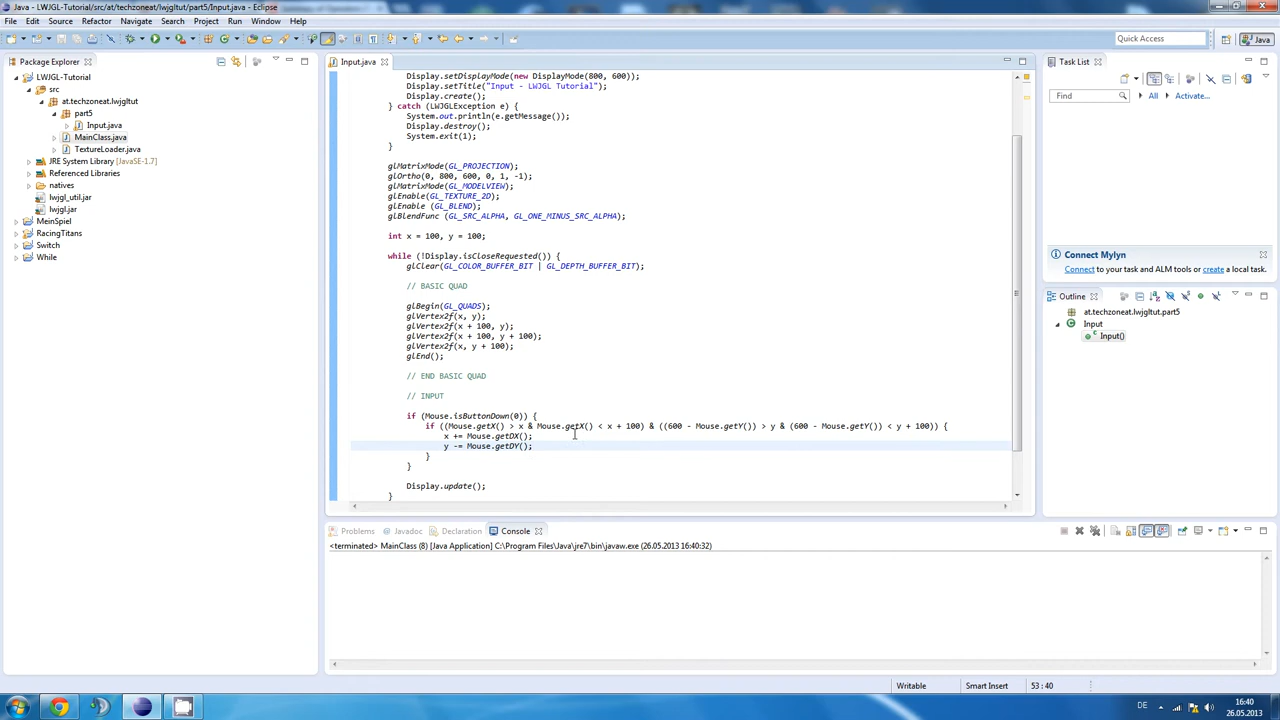 Java - LWJGL-Tutorial/src/at/techzoneat/lwjgltut/part5/Input.java - Eclipse
File Edit Source Refactor Navigate Search Project Run Window Help
Quick Access
Java
Package Explorer
LWJGL-Tutorial
src
at.techzoneat.lwjgltut
part5
Input.java
MainClass.java
TextureLoader.java
JRE System Library [JavaSE-1.7]
Referenced Libraries
natives
lwjgl_util.jar
lwjgl.jar
MeinSpiel
RacingTitans
Switch
While
Input.java
Display.setDisplayMode(new DisplayMode(800, 600));
Display.setTitle("Input - LWJGL Tutorial");
Display.create();
} catch (LWJGLException e) {
System.out.println(e.getMessage());
Display.destroy();
System.exit(1);
}
glMatrixMode(GL_PROJECTION);
glOrtho(0, 800, 600, 0, 1, -1);
glMatrixMode(GL_MODELVIEW);
glEnable(GL_TEXTURE_2D);
glEnable (GL_BLEND);
glBlendFunc (GL_SRC_ALPHA, GL_ONE_MINUS_SRC_ALPHA);
int x = 100, y = 100;
while (!Display.isCloseRequested()) {
glClear(GL_COLOR_BUFFER_BIT | GL_DEPTH_BUFFER_BIT);
// BASIC QUAD
glBegin(GL_QUADS);
glVertex2f(x, y);
glVertex2f(x + 100, y);
glVertex2f(x + 100, y + 100);
glVertex2f(x, y + 100);
glEnd();
// END BASIC QUAD
// INPUT
if (Mouse.isButtonDown(0)) {
if ((Mouse.getX() > x & Mouse.getX() < x + 100) & ((600 - Mouse.getY()) > y & (600 - Mouse.getY()) < y + 100)) {
x += Mouse.getDX();
y -= Mouse.getDY();
}
}
Display.update();
}
Task List
Find
All
Activate...
Connect Mylyn
Connect to your task and ALM tools or create a local task.
Outline
at.techzoneat.lwjgltut.part5
Input
Input()
Problems Javadoc Declaration Console
<terminated> MainClass (8) [Java Application] C:\Program Files\Java\jre7\bin\javaw.exe (26.05.2013 16:40:32)
Writable Smart Insert 53 : 40
DE
16:40
26.05.2013